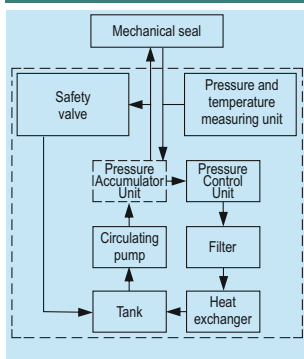 Mechanical seal
Safety
valve
Pressure and
temperature
measuring unit
Pressure
Accumulator
Unit
Pressure
Control
Unit
Circulating
pump
Filter
Tank
Heat
exchanger